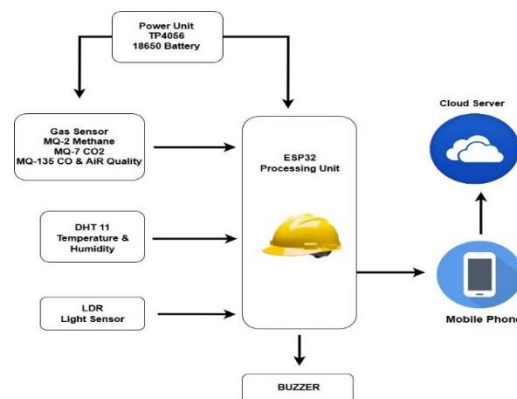 Power Unit
TP4056
18650 Battery
Cloud Server
Gas Sensor
MQ-2 Methane
MQ-7 CO2
MQ-135 CO & AiR Quality
ESP32
Processing Unit
DHT 11
Temperature &
Humidity
LDR
Light Sensor
Mobile Phone
BUZZER